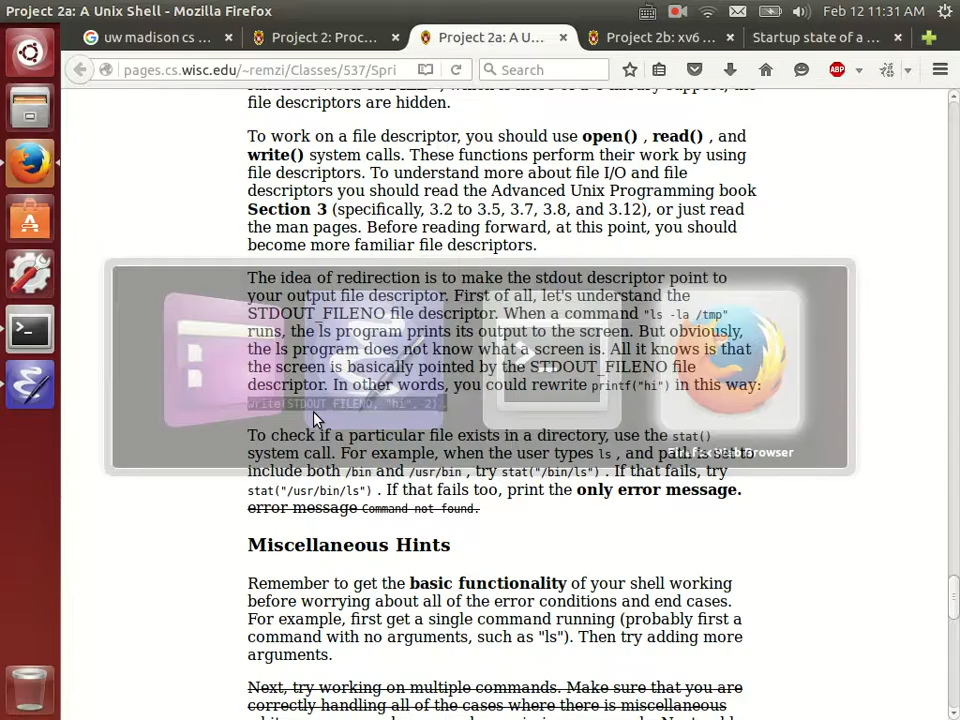 Project 2a: A Unix Shell - Mozilla Firefox
Feb 12 11:31 AM
uw madison cs ...
Project 2: Proc...
Project 2a: A U...
Project 2b: xv6 ...
Startup state of a ...
pages.cs.wisc.edu/~remzi/Classes/537/Spri
Search
ABP
file descriptors are hidden.
To work on a file descriptor, you should use open() , read() , and
write() system calls. These functions perform their work by using
file descriptors. To understand more about file I/O and file
descriptors you should read the Advanced Unix Programming book
Section 3 (specifically, 3.2 to 3.5, 3.7, 3.8, and 3.12), or just read
the man pages. Before reading forward, at this point, you should
become more familiar file descriptors.
The idea of redirection is to make the stdout descriptor point to
your output file descriptor. First of all, let's understand the
STDOUT_FILENO file descriptor. When a command "ls -la /tmp"
runs, the ls program prints its output to the screen. But obviously,
the ls program does not know what a screen is. All it knows is that
the screen is basically pointed by the STDOUT_FILENO file
descriptor. In other words, you could rewrite printf("hi") in this way:
write(STDOUT_FILENO, "hi", 2).
To check if a particular file exists in a directory, use the stat()
system call. For example, when the user types ls , and path is set to
include both /bin and /usr/bin , try stat("/bin/ls") . If that fails, try
stat("/usr/bin/ls") . If that fails too, print the only error message.
error message Command not found.
Firefox Web Browser
Miscellaneous Hints
Remember to get the basic functionality of your shell working
before worrying about all of the error conditions and end cases.
For example, first get a single command running (probably first a
command with no arguments, such as "ls"). Then try adding more
arguments.
Next, try working on multiple commands. Make sure that you are
correctly handling all of the cases where there is miscellaneous